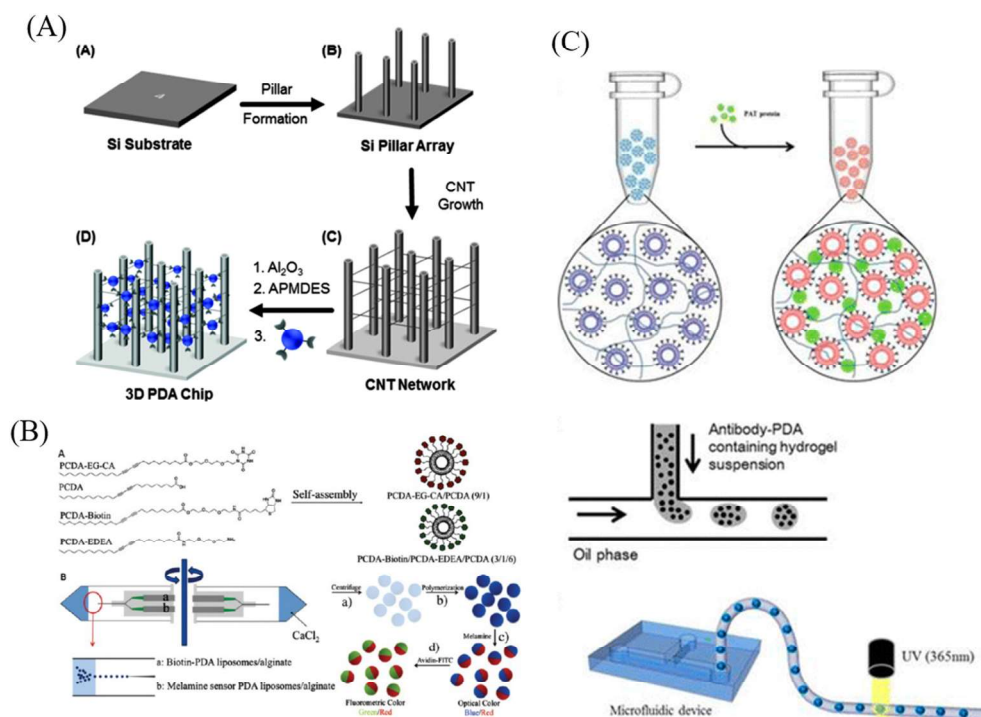 (A)
(A)
Si Substrate
Pillar
Formation
(B)
Si Pillar Array
CNT
Growth
(C)
CNT Network
1. Al₂O₃
2. APMDES
3.
(D)
3D PDA Chip
(B)
A
PCDA-EG-CA
PCDA
PCDA-Biotin
PCDA-EDEA
Self-assembly
PCDA-EG-CA/PCDA (9/1)
PCDA-Biotin/PCDA-EDEA/PCDA (3/1/6)
B
a
b
CaCl₂
a: Biotin-PDA liposomes/alginate
b: Melamine sensor PDA liposomes/alginate
Centrifuge
a)
Polymerization
b)
Melamine
c)
Optical Color
Blue/Red
d)
Avidin-FITC
Fluorometric Color
Green/Red
(C)
PAT protein
Antibody-PDA
containing hydrogel
suspension
Oil phase
Microfluidic device
UV (365nm)